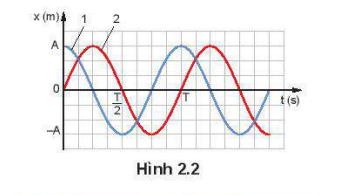 x (m)
1 2
A
0
T/2
T
t (s)
–A
Hình 2.2